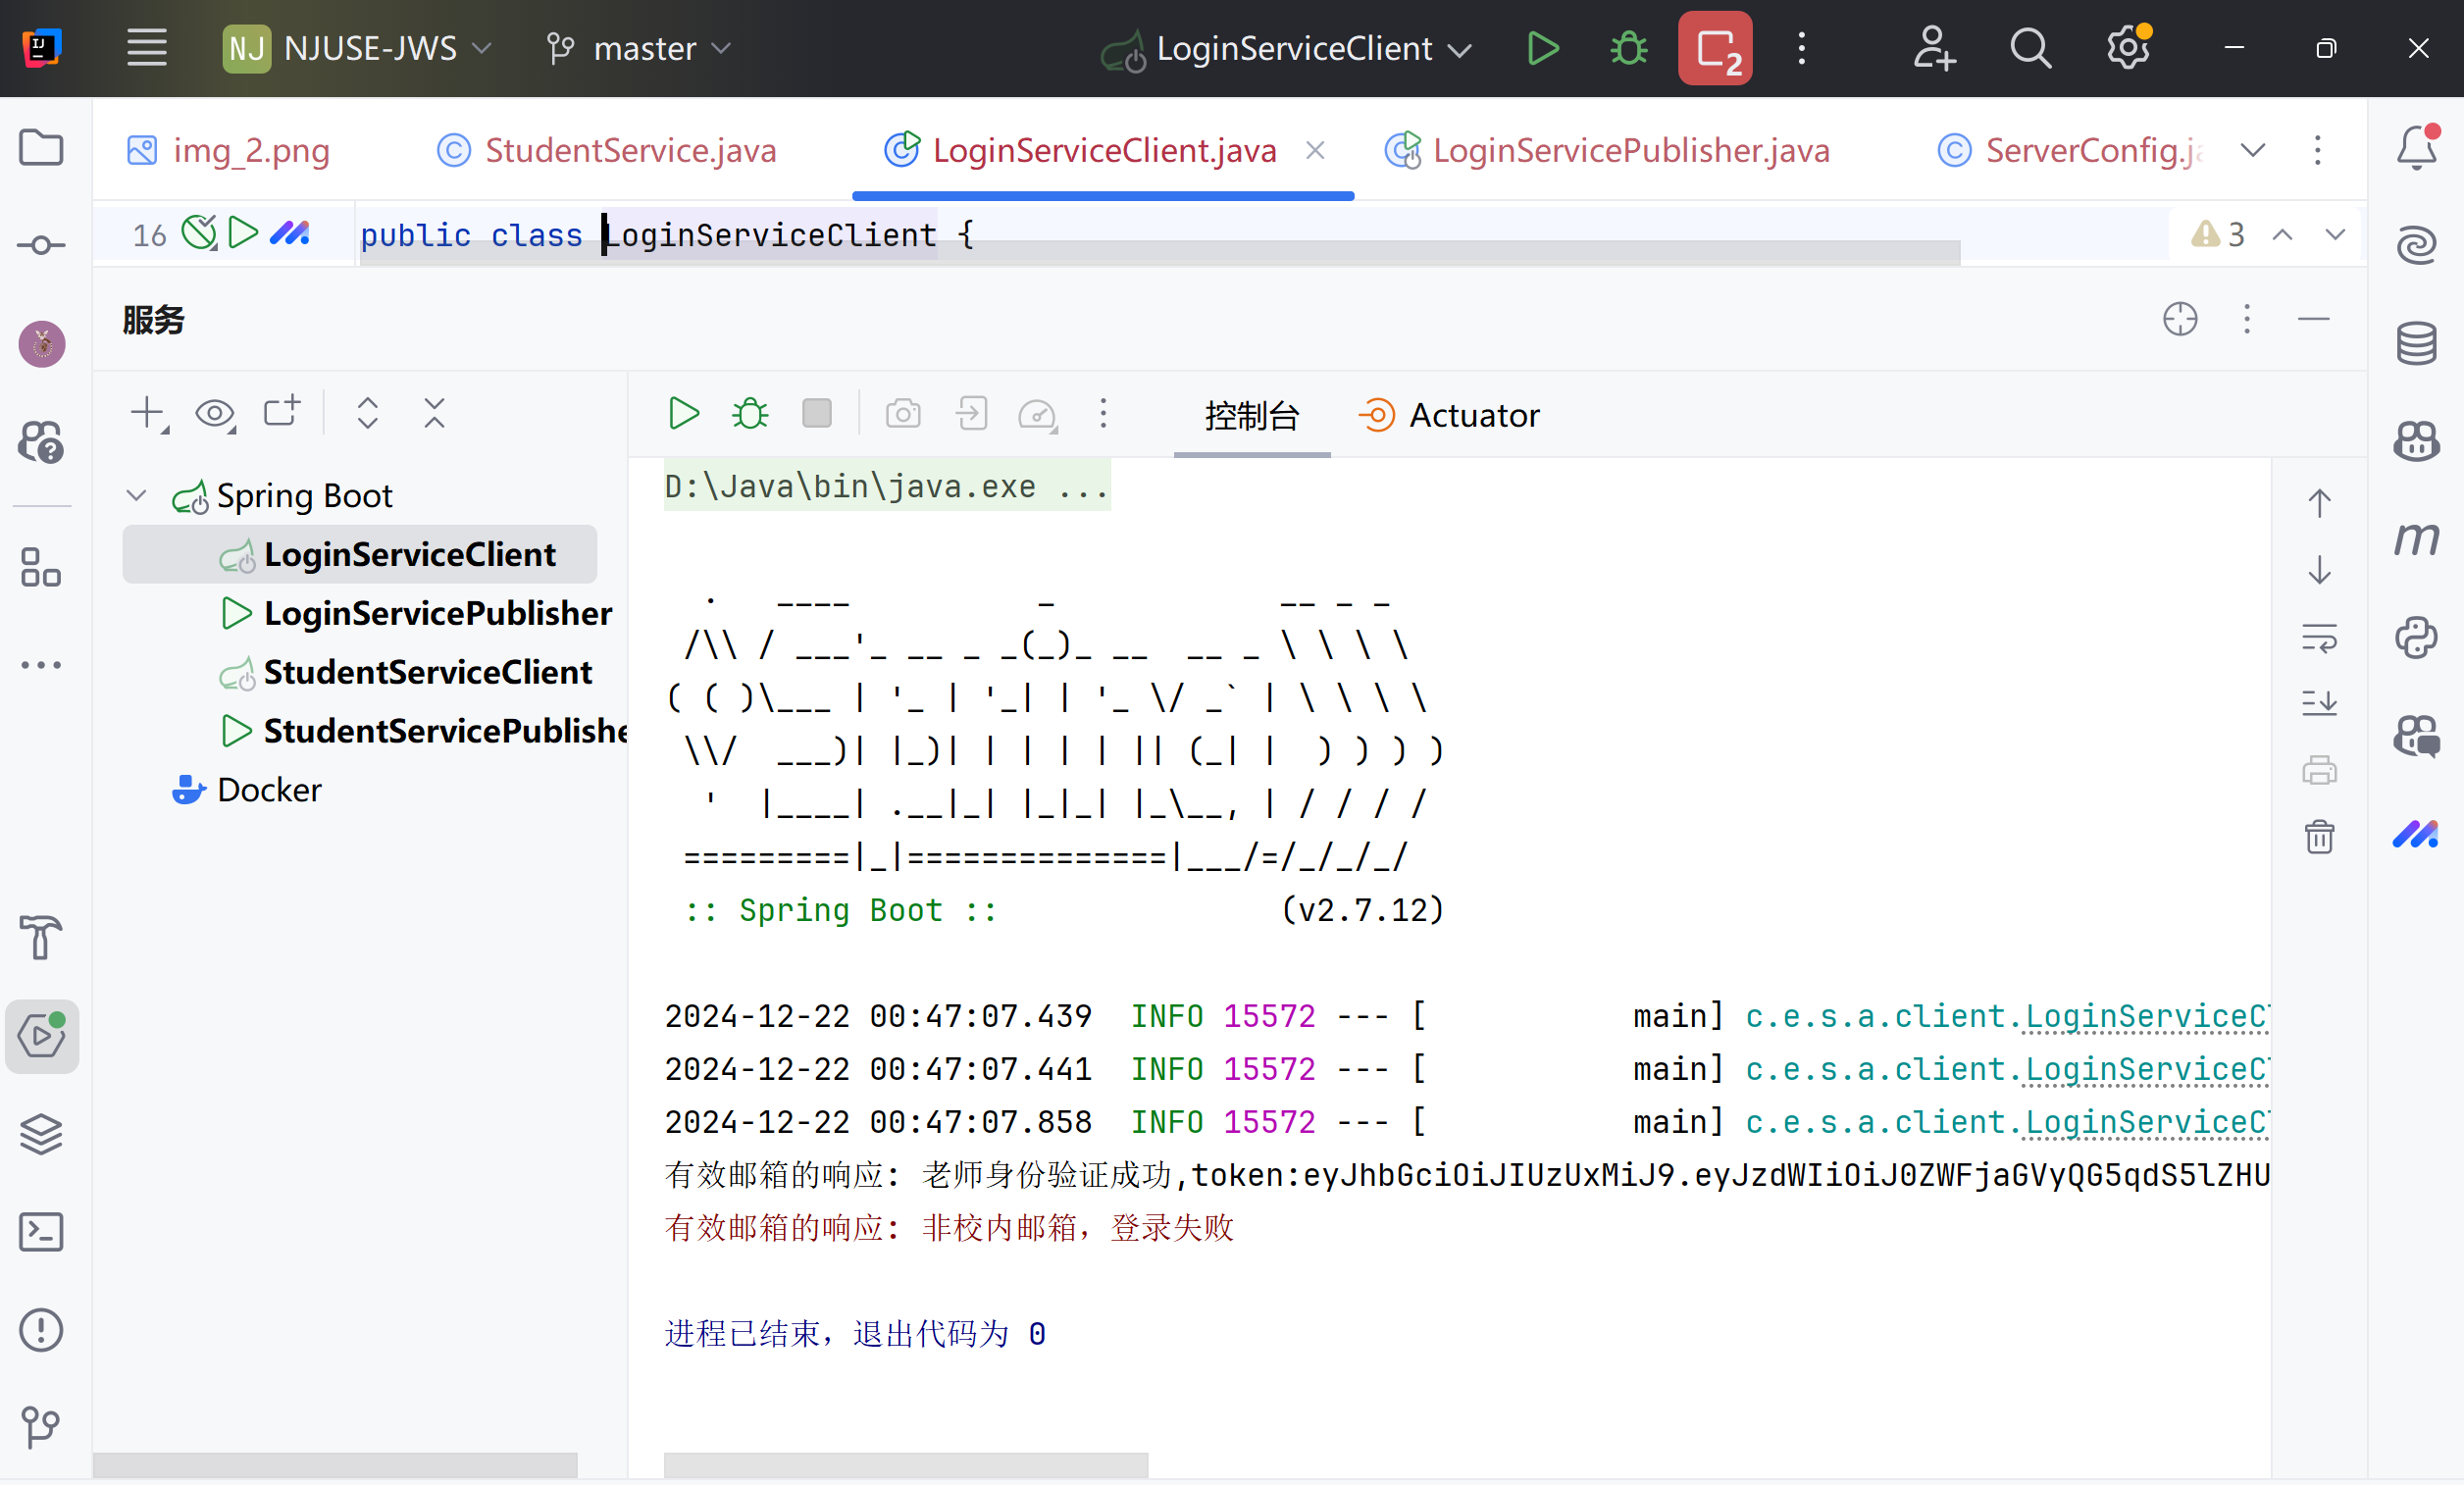 NJ NJUSE-JWS master LoginServiceClient 2
img_2.png StudentService.java LoginServiceClient.java LoginServicePublisher.java ServerConfig.ja
16 public class LoginServiceClient { 3
服务
控制台 Actuator
Spring Boot
LoginServiceClient
LoginServicePublisher
StudentServiceClient
StudentServicePublishe
Docker
D:\Java\bin\java.exe ...
  .   ____          _            __ _ _
 /\\ / ___'_ __ _ _(_)_ __  __ _ \ \ \ \
( ( )\___ | '_ | '_| | '_ \/ _` | \ \ \ \
 \\/  ___)| |_)| | | | | || (_| |  ) ) ) )
  '  |____| .__|_| |_|_| |_\__, | / / / /
 =========|_|==============|___/=/_/_/_/
 :: Spring Boot ::               (v2.7.12)
2024-12-22 00:47:07.439  INFO 15572 --- [           main] c.e.s.a.client.LoginServiceC
2024-12-22 00:47:07.441  INFO 15572 --- [           main] c.e.s.a.client.LoginServiceC
2024-12-22 00:47:07.858  INFO 15572 --- [           main] c.e.s.a.client.LoginServiceC
有效邮箱的响应: 老师身份验证成功,token:eyJhbGciOiJIUzUxMiJ9.eyJzdWIiOiJ0ZWFjaGVyQG5qdS5lZHU
有效邮箱的响应: 非校内邮箱，登录失败
进程已结束，退出代码为 0